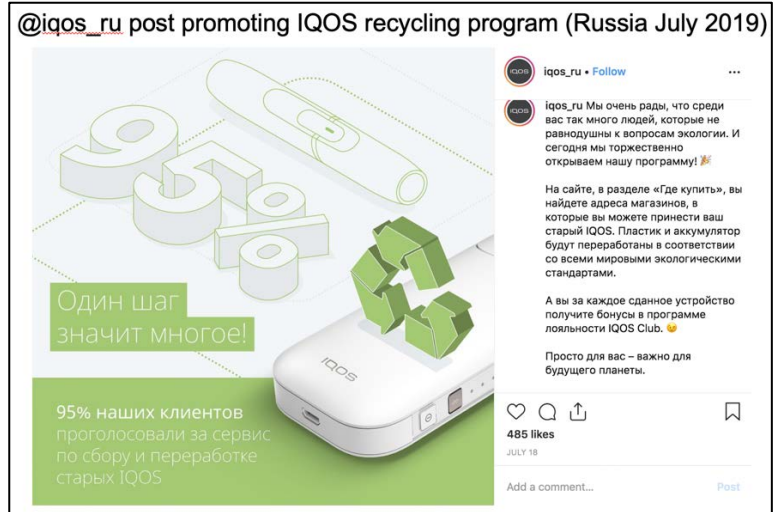 @iqos_ru post promoting IQOS recycling program (Russia July 2019)
95%
Один шаг
значит многое!
IQOS
95% наших клиентов
проголосовали за сервис
по сбору и переработке
старых IQOS
IQOS
iqos_ru • Follow
IQOS
iqos_ru Мы очень рады, что среди
вас так много людей, которые не
равнодушны к вопросам экологии. И
сегодня мы торжественно
открываем нашу программу! 🎉
На сайте, в разделе «Где купить», вы
найдете адреса магазинов, в
которые вы можете принести ваш
старый IQOS. Пластик и аккумулятор
будут переработаны в соответствии
со всеми мировыми экологическими
стандартами.
А вы за каждое сданное устройство
получите бонусы в программе
лояльности IQOS Club. 😉
Просто для вас – важно для
будущего планеты.
485 likes
JULY 18
Add a comment...
Post